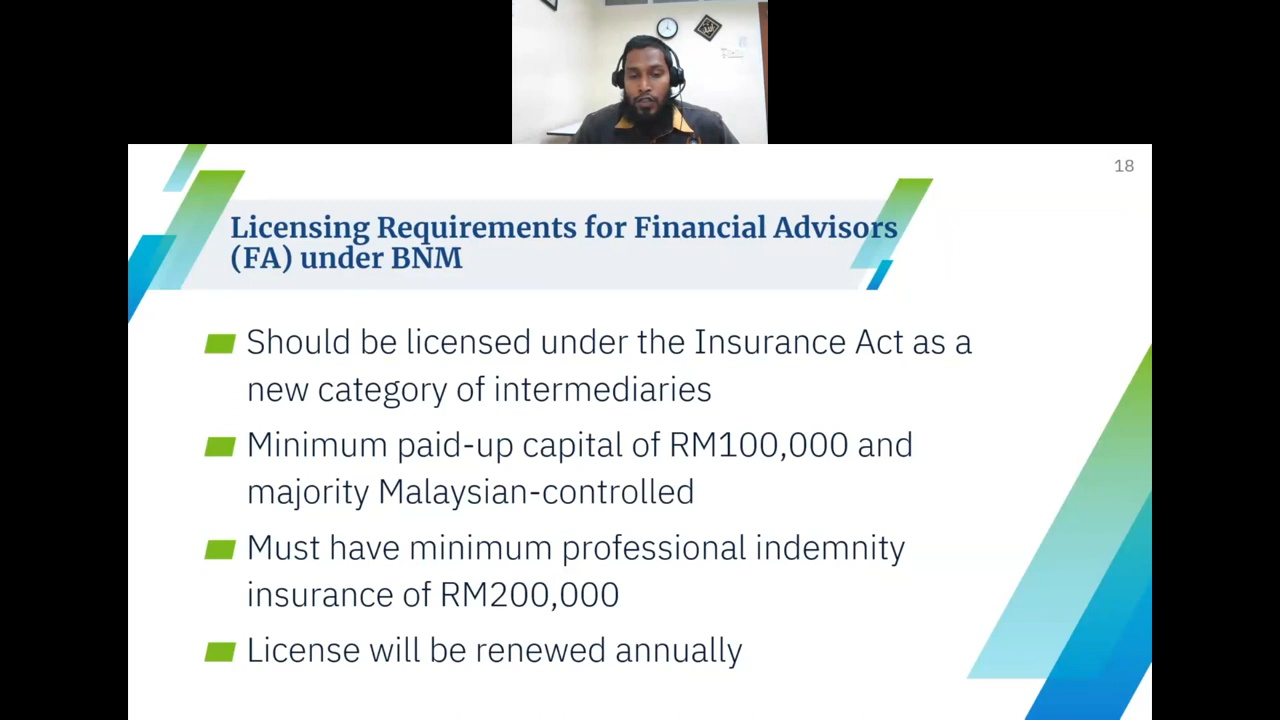 18
Licensing Requirements for Financial Advisors
(FA) under BNM
Should be licensed under the Insurance Act as a
new category of intermediaries
Minimum paid-up capital of RM100,000 and
majority Malaysian-controlled
Must have minimum professional indemnity
insurance of RM200,000
License will be renewed annually